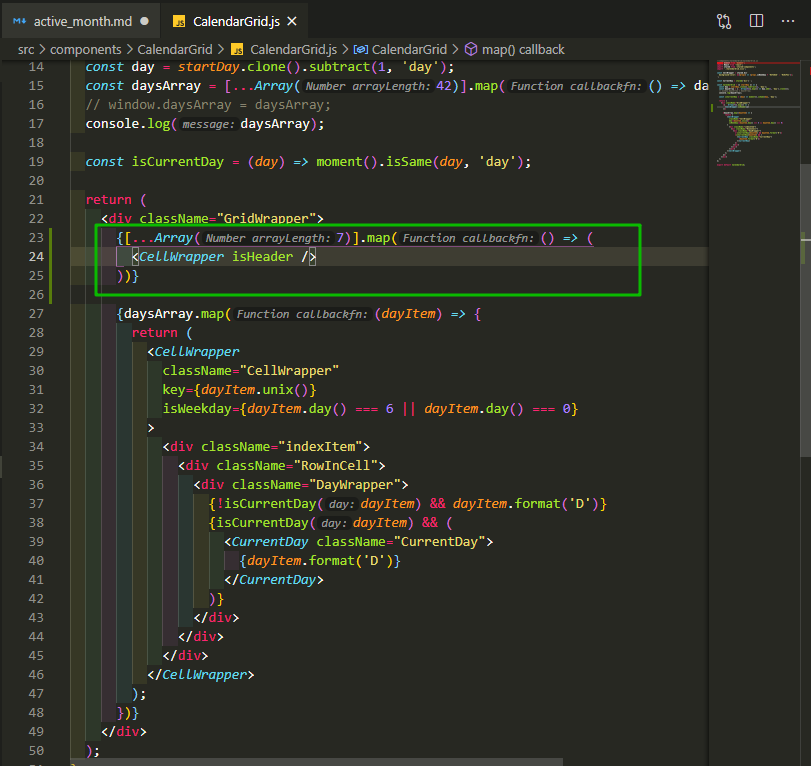 active_month.md
CalendarGrid.js
src > components > CalendarGrid > CalendarGrid.js > CalendarGrid > map() callback
14 const day = startDay.clone().subtract(1, 'day');
15 const daysArray = [...Array(Number arrayLength: 42)].map(Function callbackfn: () => da
16 // window.daysArray = daysArray;
17 console.log(message: daysArray);
18
19 const isCurrentDay = (day) => moment().isSame(day, 'day');
20
21 return (
22 <div className="GridWrapper">
23 {[...Array(Number arrayLength: 7)].map(Function callbackfn: () => (
24 <CellWrapper isHeader />
25 ))}
26
27 {daysArray.map(Function callbackfn: (dayItem) => {
28 return (
29 <CellWrapper
30 className="CellWrapper"
31 key={dayItem.unix()}
32 isWeekday={dayItem.day() === 6 || dayItem.day() === 0}
33 >
34 <div className="indexItem">
35 <div className="RowInCell">
36 <div className="DayWrapper">
37 {!isCurrentDay(day: dayItem) && dayItem.format('D')}
38 {isCurrentDay(day: dayItem) && (
39 <CurrentDay className="CurrentDay">
40 {dayItem.format('D')}
41 </CurrentDay>
42 )}
43 </div>
44 </div>
45 </div>
46 </CellWrapper>
47 );
48 })}
49 </div>
50 );